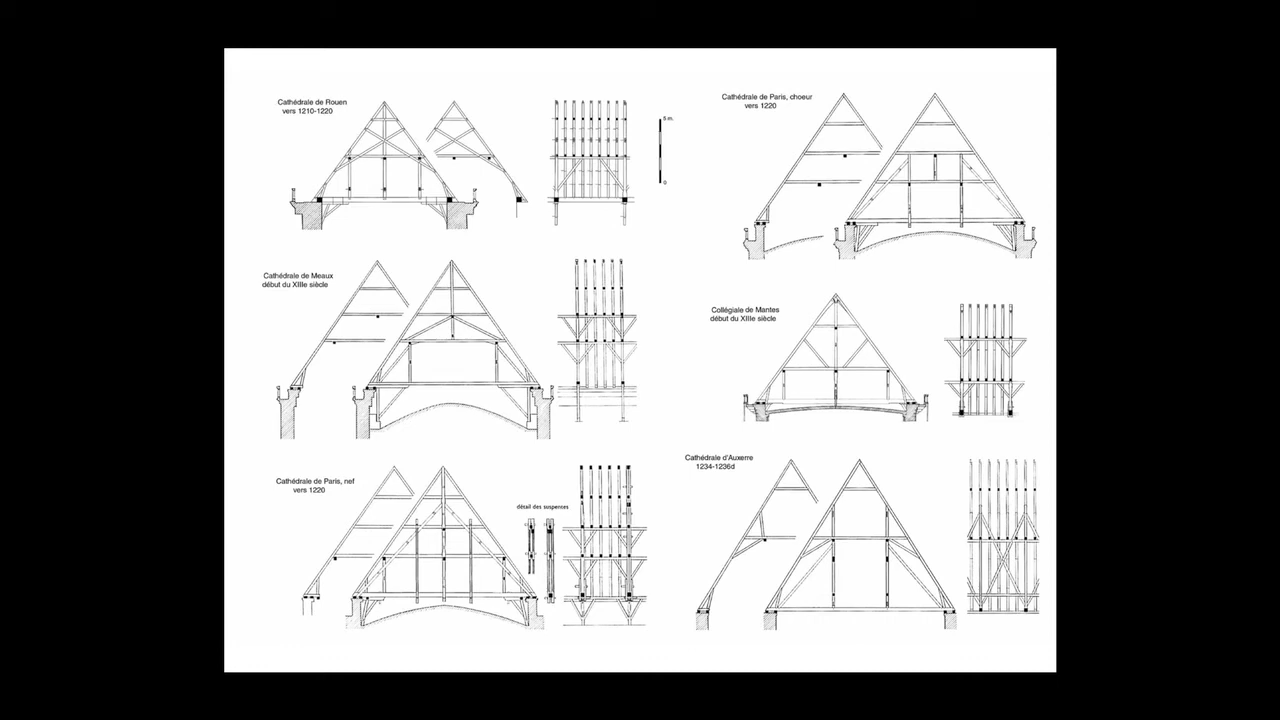 Cathédrale de Rouen
vers 1210-1220
5 m.
0
Cathédrale de Paris, choeur
vers 1220
Cathédrale de Meaux
début du XIIIe siècle
Collégiale de Mantes
début du XIIIe siècle
Cathédrale de Paris, nef
vers 1220
détail des suspentes
Cathédrale d'Auxerre
1234-1236d